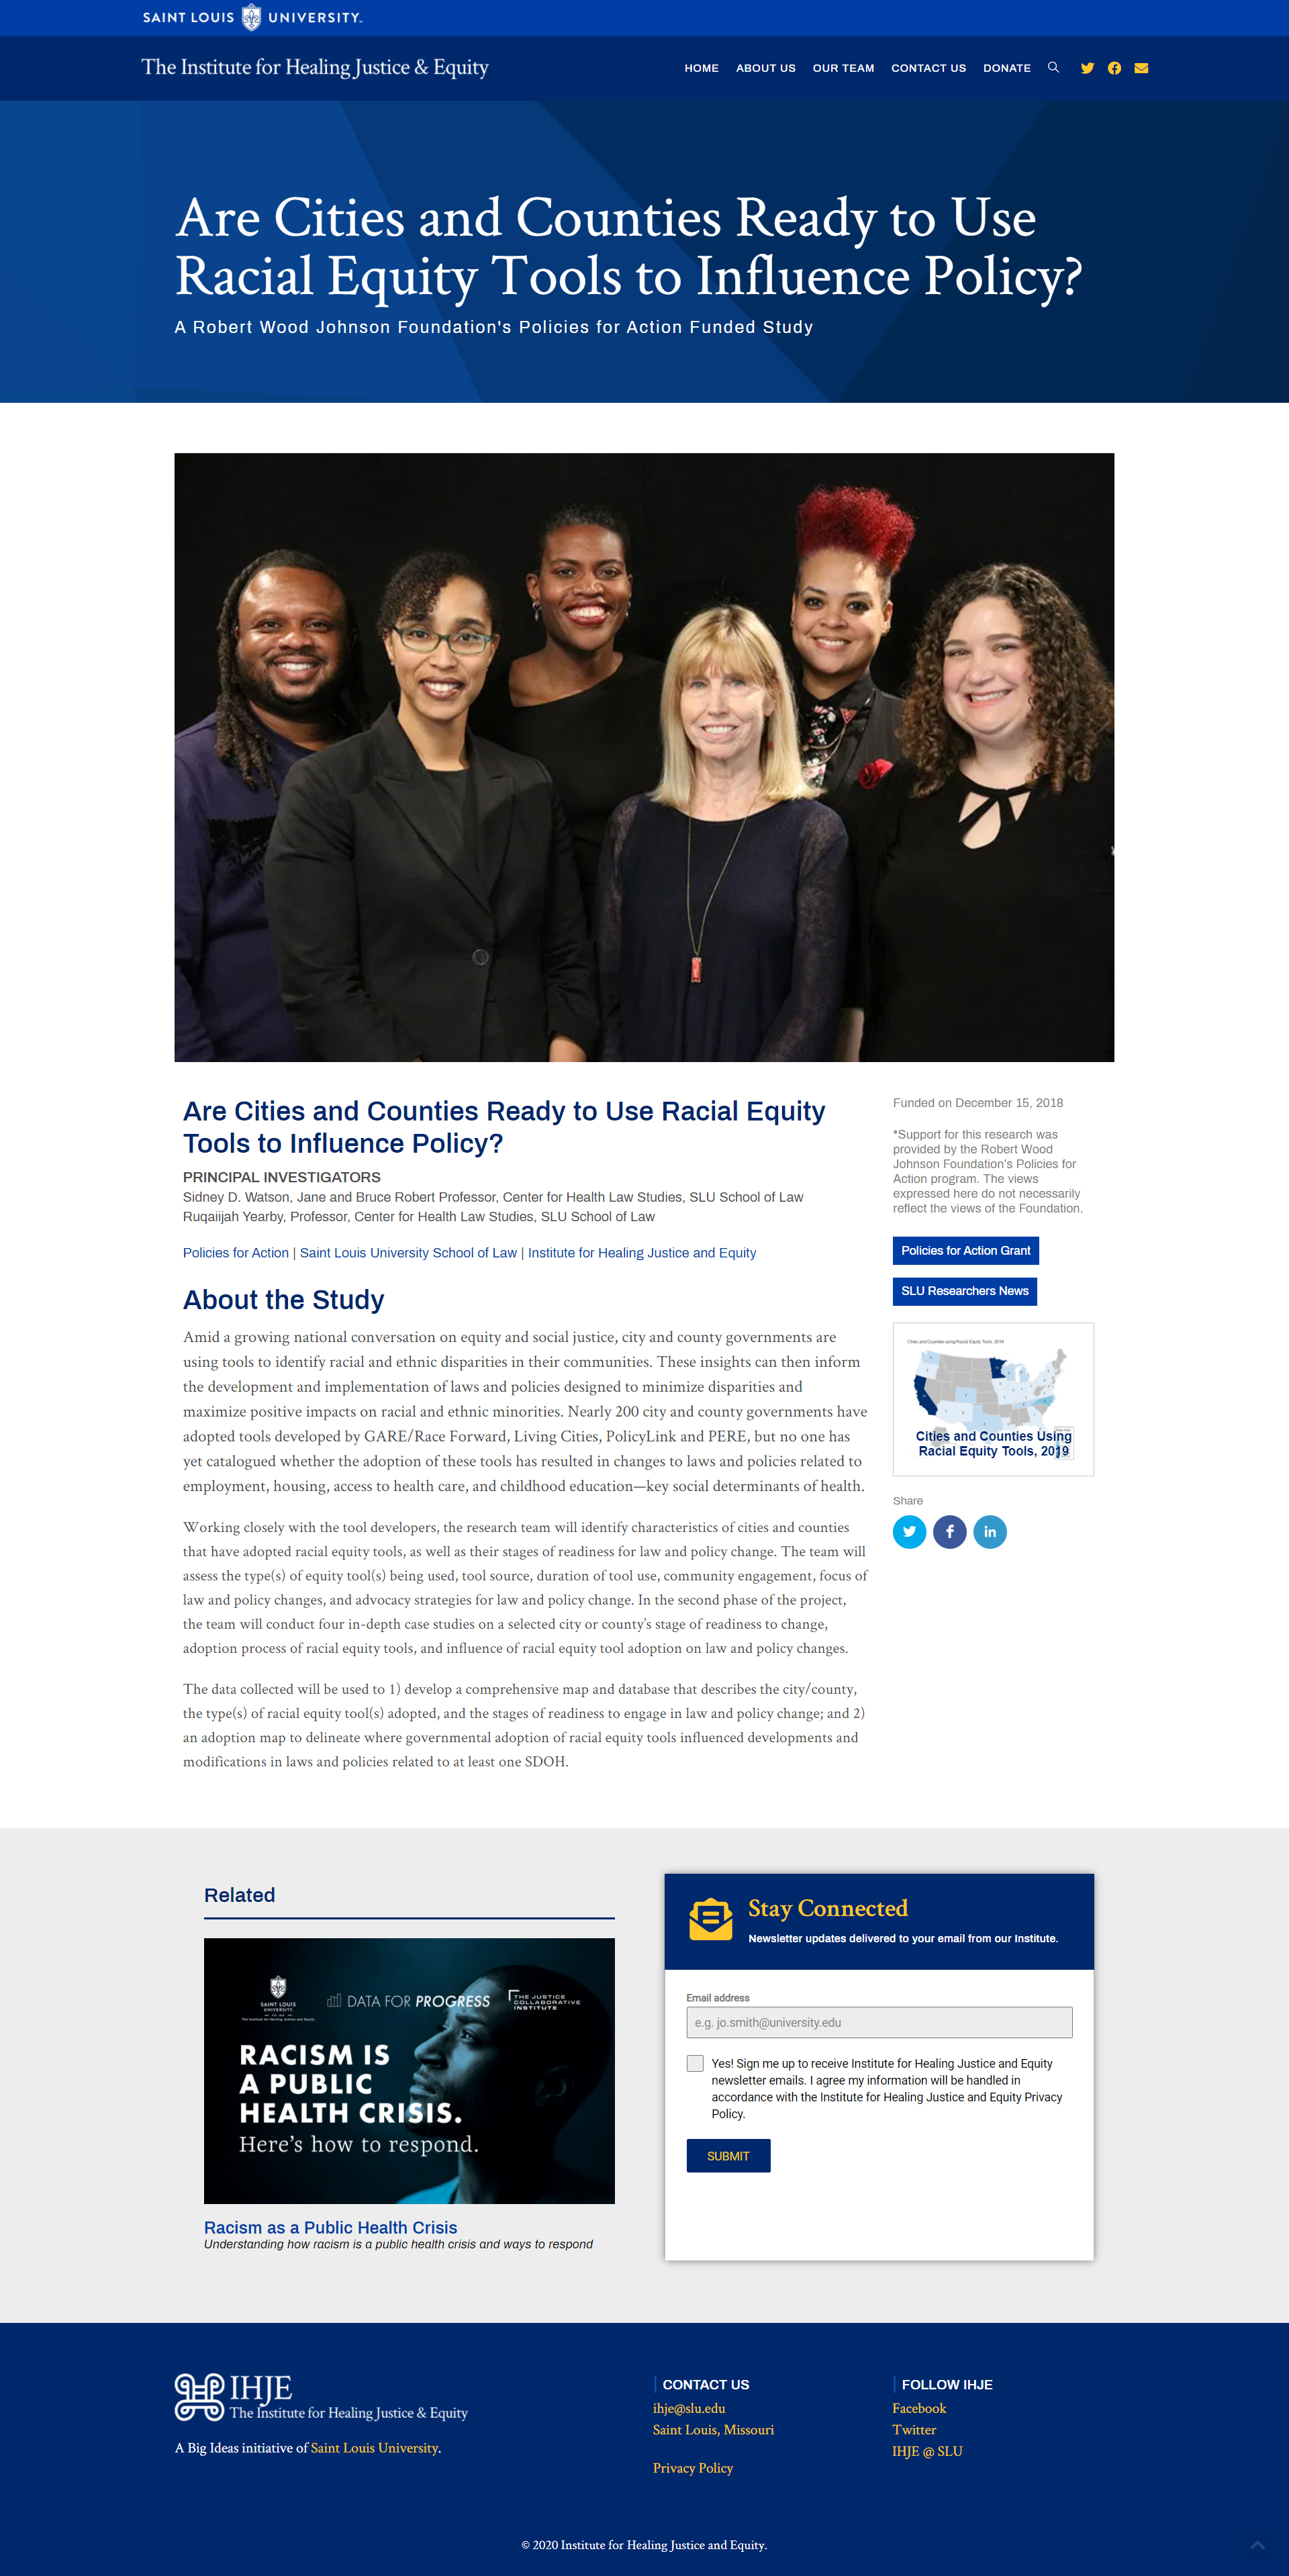 SAINT LOUIS UNIVERSITY.
The Institute for Healing Justice & Equity
HOME ABOUT US OUR TEAM CONTACT US DONATE
Are Cities and Counties Ready to Use
Racial Equity Tools to Influence Policy?
A Robert Wood Johnson Foundation's Policies for Action Funded Study
Are Cities and Counties Ready to Use Racial Equity
Tools to Influence Policy?
PRINCIPAL INVESTIGATORS
Sidney D. Watson, Jane and Bruce Robert Professor, Center for Health Law Studies, SLU School of Law
Ruqaiijah Yearby, Professor, Center for Health Law Studies, SLU School of Law
Policies for Action | Saint Louis University School of Law | Institute for Healing Justice and Equity
About the Study
Amid a growing national conversation on equity and social justice, city and county governments are
using tools to identify racial and ethnic disparities in their communities. These insights can then inform
the development and implementation of laws and policies designed to minimize disparities and
maximize positive impacts on racial and ethnic minorities. Nearly 200 city and county governments have
adopted tools developed by GARE/Race Forward, Living Cities, PolicyLink and PERE, but no one has
yet catalogued whether the adoption of these tools has resulted in changes to laws and policies related to
employment, housing, access to health care, and childhood education—key social determinants of health.
Working closely with the tool developers, the research team will identify characteristics of cities and counties
that have adopted racial equity tools, as well as their stages of readiness for law and policy change. The team will
assess the type(s) of equity tool(s) being used, tool source, duration of tool use, community engagement, focus of
law and policy changes, and advocacy strategies for law and policy change. In the second phase of the project,
the team will conduct four in-depth case studies on a selected city or county’s stage of readiness to change,
adoption process of racial equity tools, and influence of racial equity tool adoption on law and policy changes.
The data collected will be used to 1) develop a comprehensive map and database that describes the city/county,
the type(s) of racial equity tool(s) adopted, and the stages of readiness to engage in law and policy change; and 2)
an adoption map to delineate where governmental adoption of racial equity tools influenced developments and
modifications in laws and policies related to at least one SDOH.
Funded on December 15, 2018
*Support for this research was
provided by the Robert Wood
Johnson Foundation’s Policies for
Action program. The views
expressed here do not necessarily
reflect the views of the Foundation.
Policies for Action Grant
SLU Researchers News
Cities and Counties using Racial Equity Tools, 2019
Cities and Counties Using
Racial Equity Tools, 2019
Share
Related
SAINT LOUIS
UNIVERSITY.
The Institute for Healing Justice and Equity
DATA FOR PROGRESS
THE JUSTICE
COLLABORATIVE
INSTITUTE
RACISM IS
A PUBLIC
HEALTH CRISIS.
Here's how to respond.
Racism as a Public Health Crisis
Understanding how racism is a public health crisis and ways to respond
Stay Connected
Newsletter updates delivered to your email from our Institute.
Email address
e.g. jo.smith@university.edu
Yes! Sign me up to receive Institute for Healing Justice and Equity
newsletter emails. I agree my information will be handled in
accordance with the Institute for Healing Justice and Equity Privacy
Policy.
SUBMIT
IHJE
The Institute for Healing Justice & Equity
A Big Ideas initiative of Saint Louis University.
CONTACT US
ihje@slu.edu
Saint Louis, Missouri
Privacy Policy
FOLLOW IHJE
Facebook
Twitter
IHJE @ SLU
© 2020 Institute for Healing Justice and Equity.